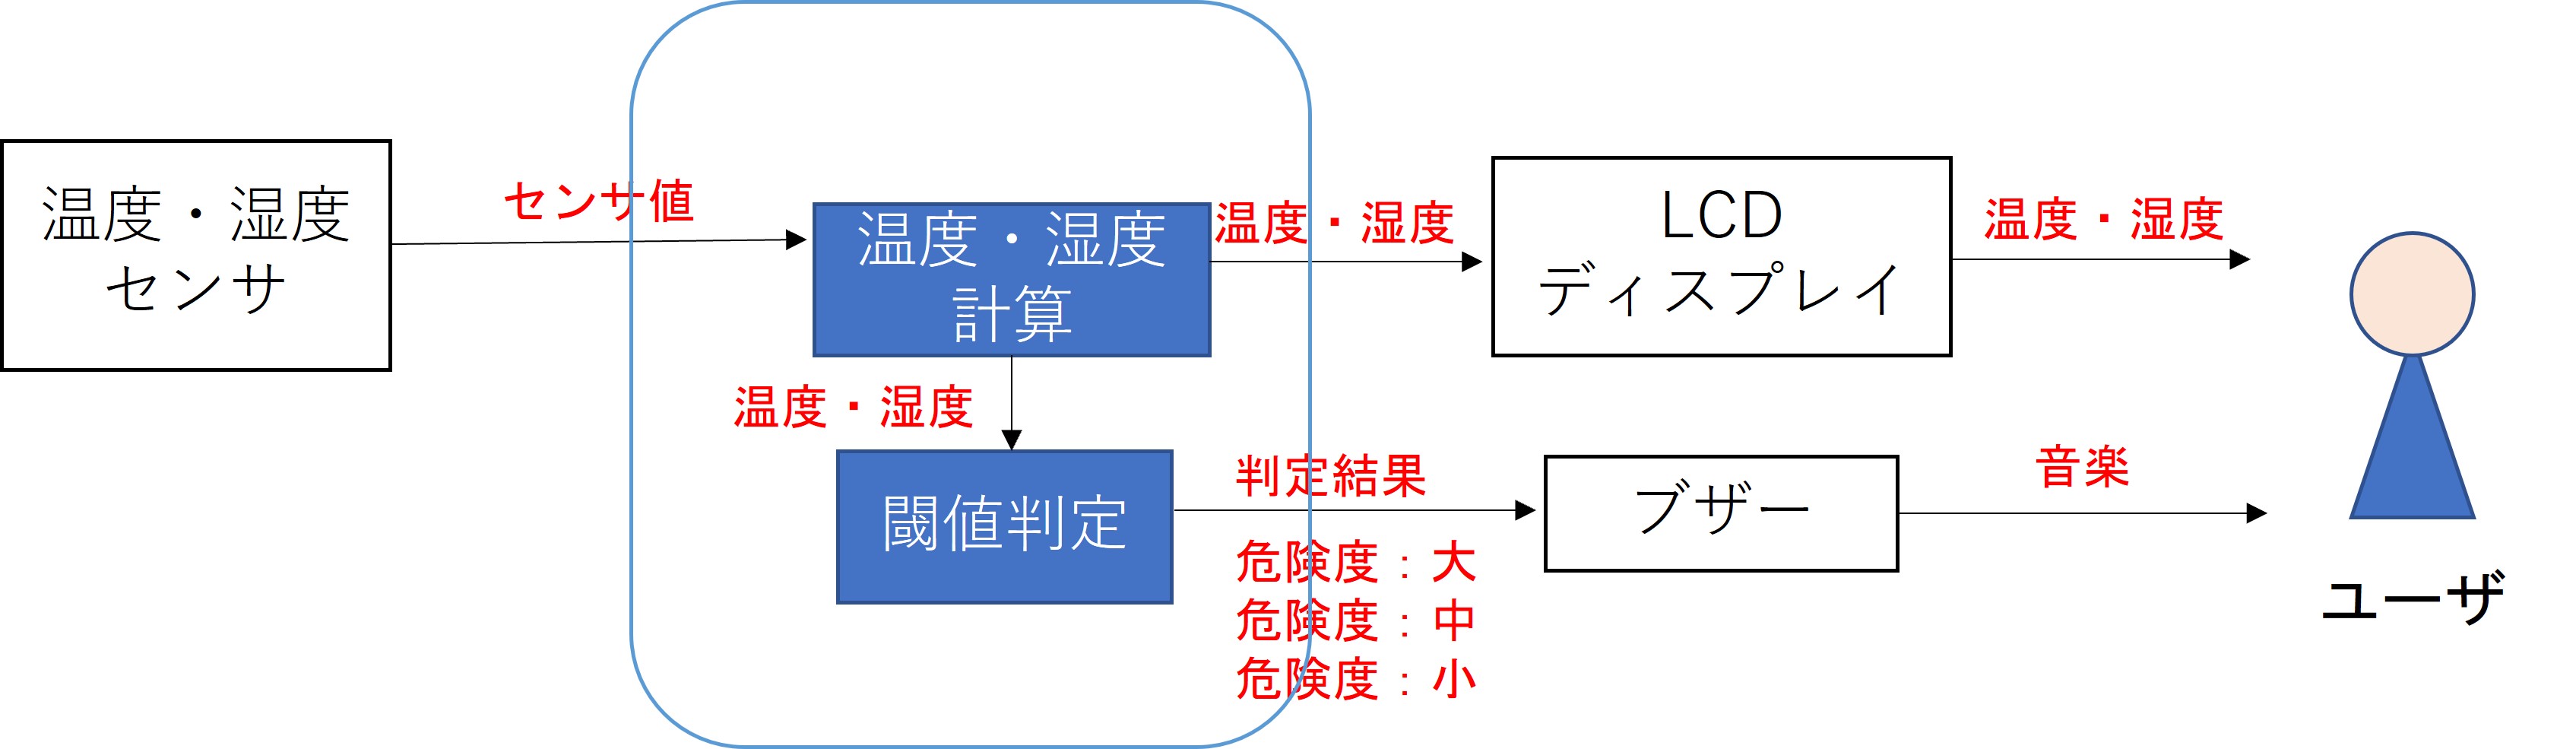 温度・湿度
センサ
センサ値
温度・湿度
計算
温度・湿度
LCD
ディスプレイ
温度・湿度
温度・湿度
閾値判定
判定結果
危険度：大
危険度：中
危険度：小
ブザー
音楽
ユーザ